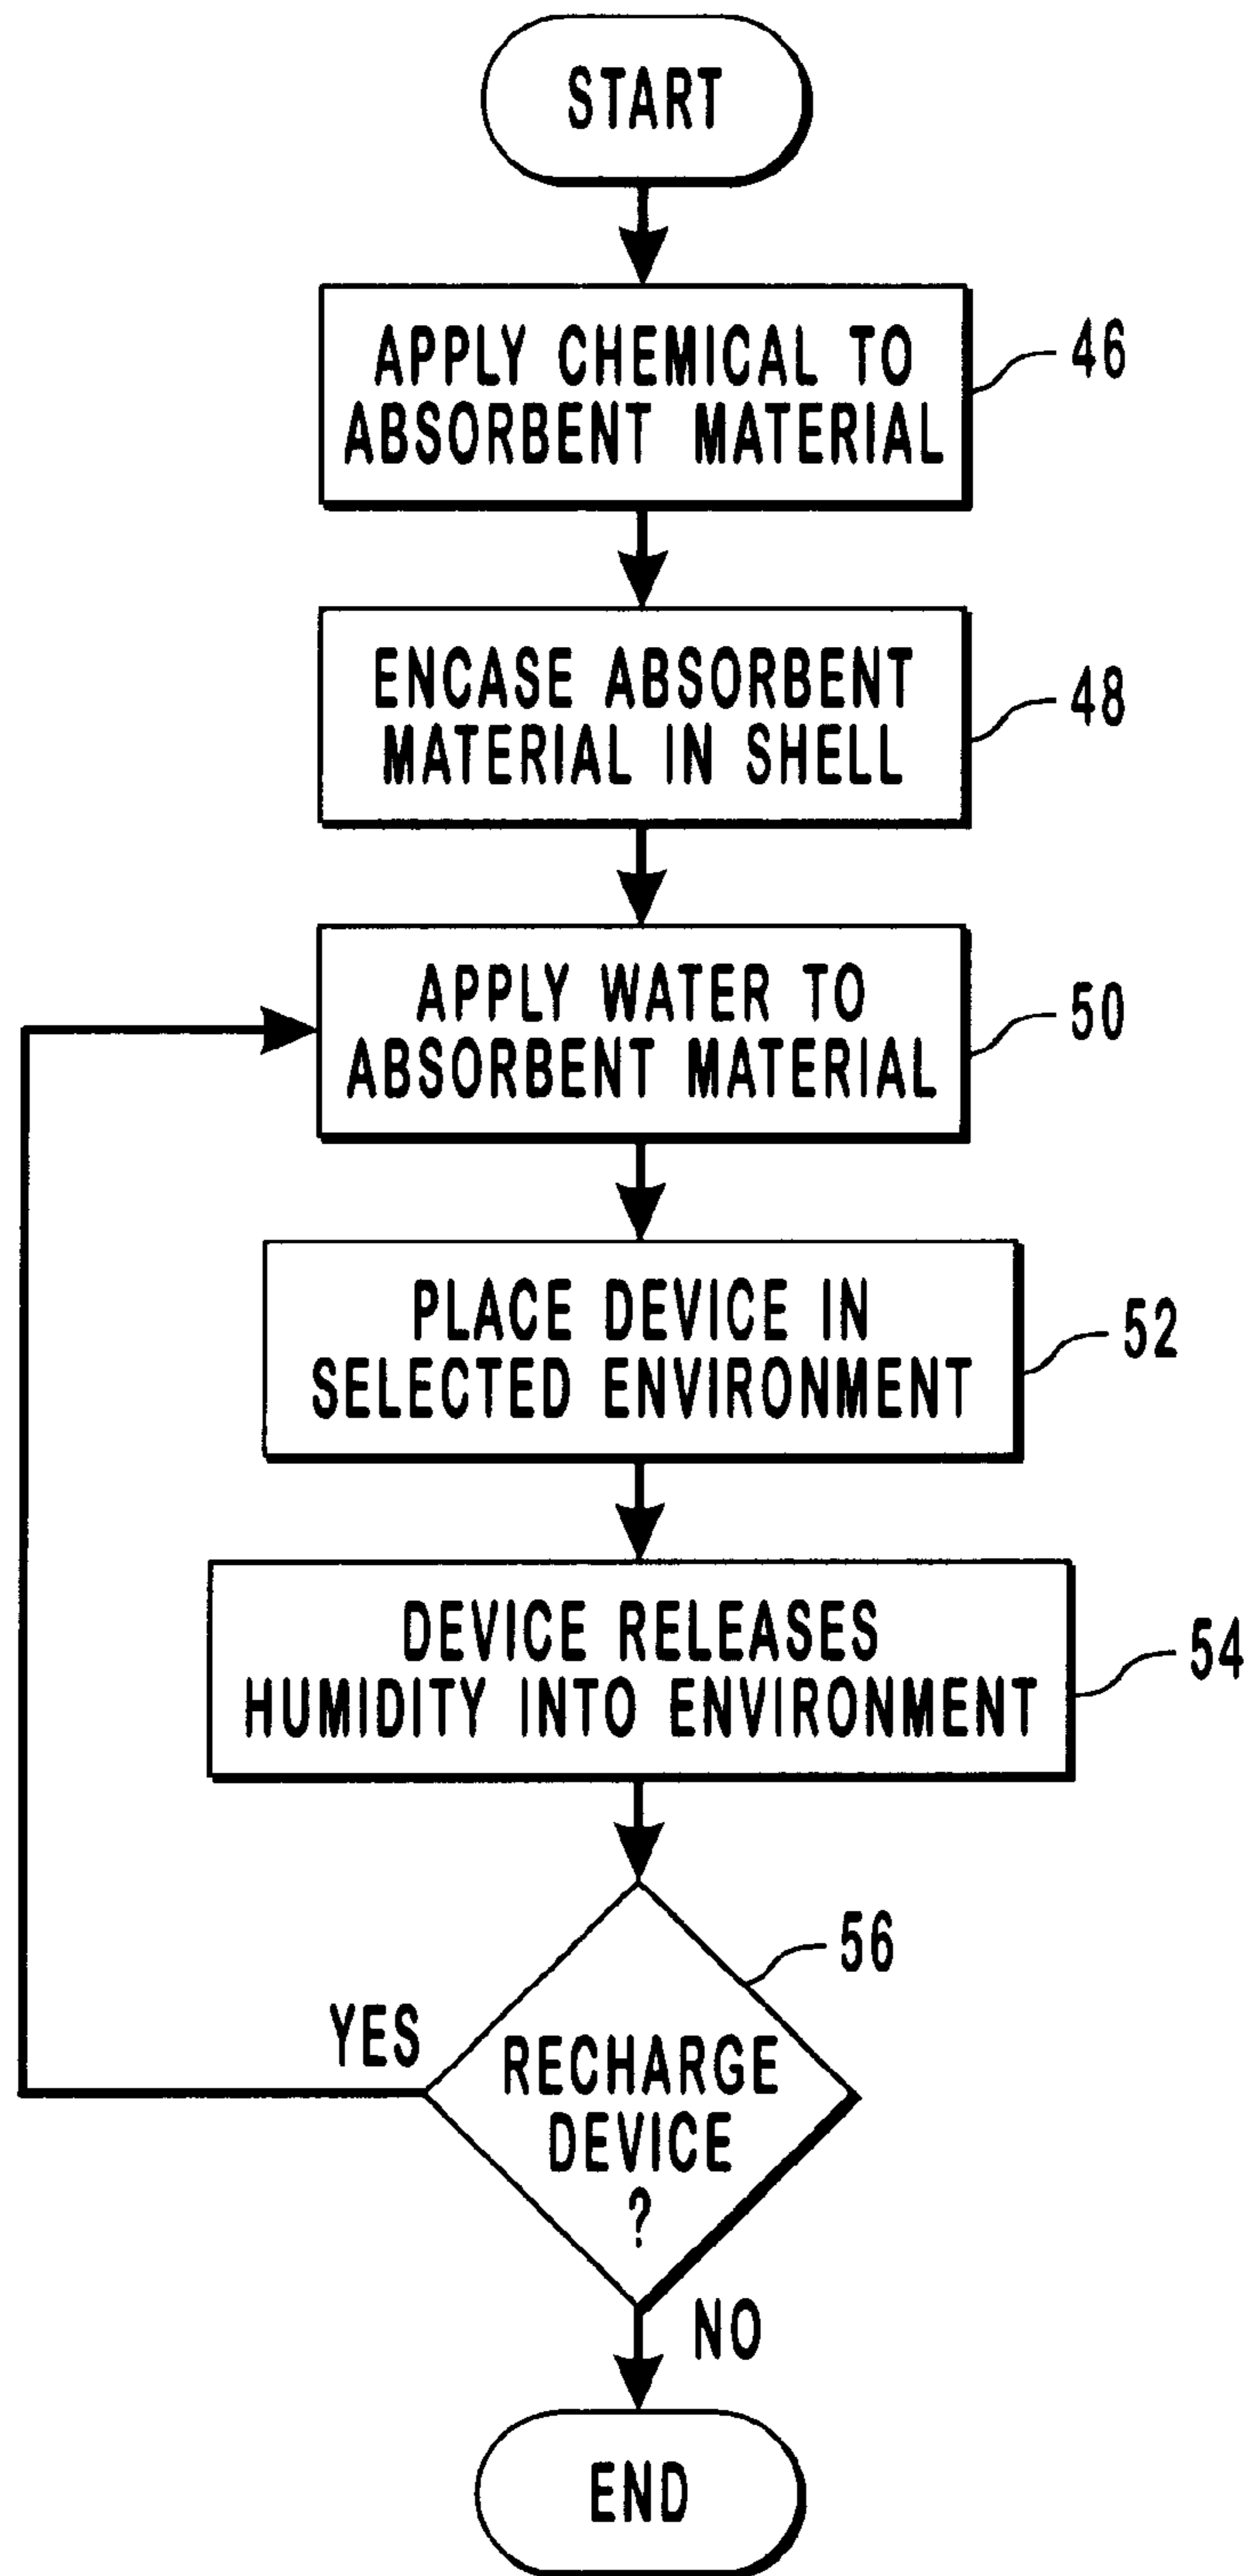 START
APPLY CHEMICAL TO
ABSORBENT MATERIAL
46
ENCASE ABSORBENT
MATERIAL IN SHELL
48
APPLY WATER TO
ABSORBENT MATERIAL
50
PLACE DEVICE IN
SELECTED ENVIRONMENT
52
DEVICE RELEASES
HUMIDITY INTO ENVIRONMENT
54
56
YES
RECHARGE
DEVICE
?
NO
END